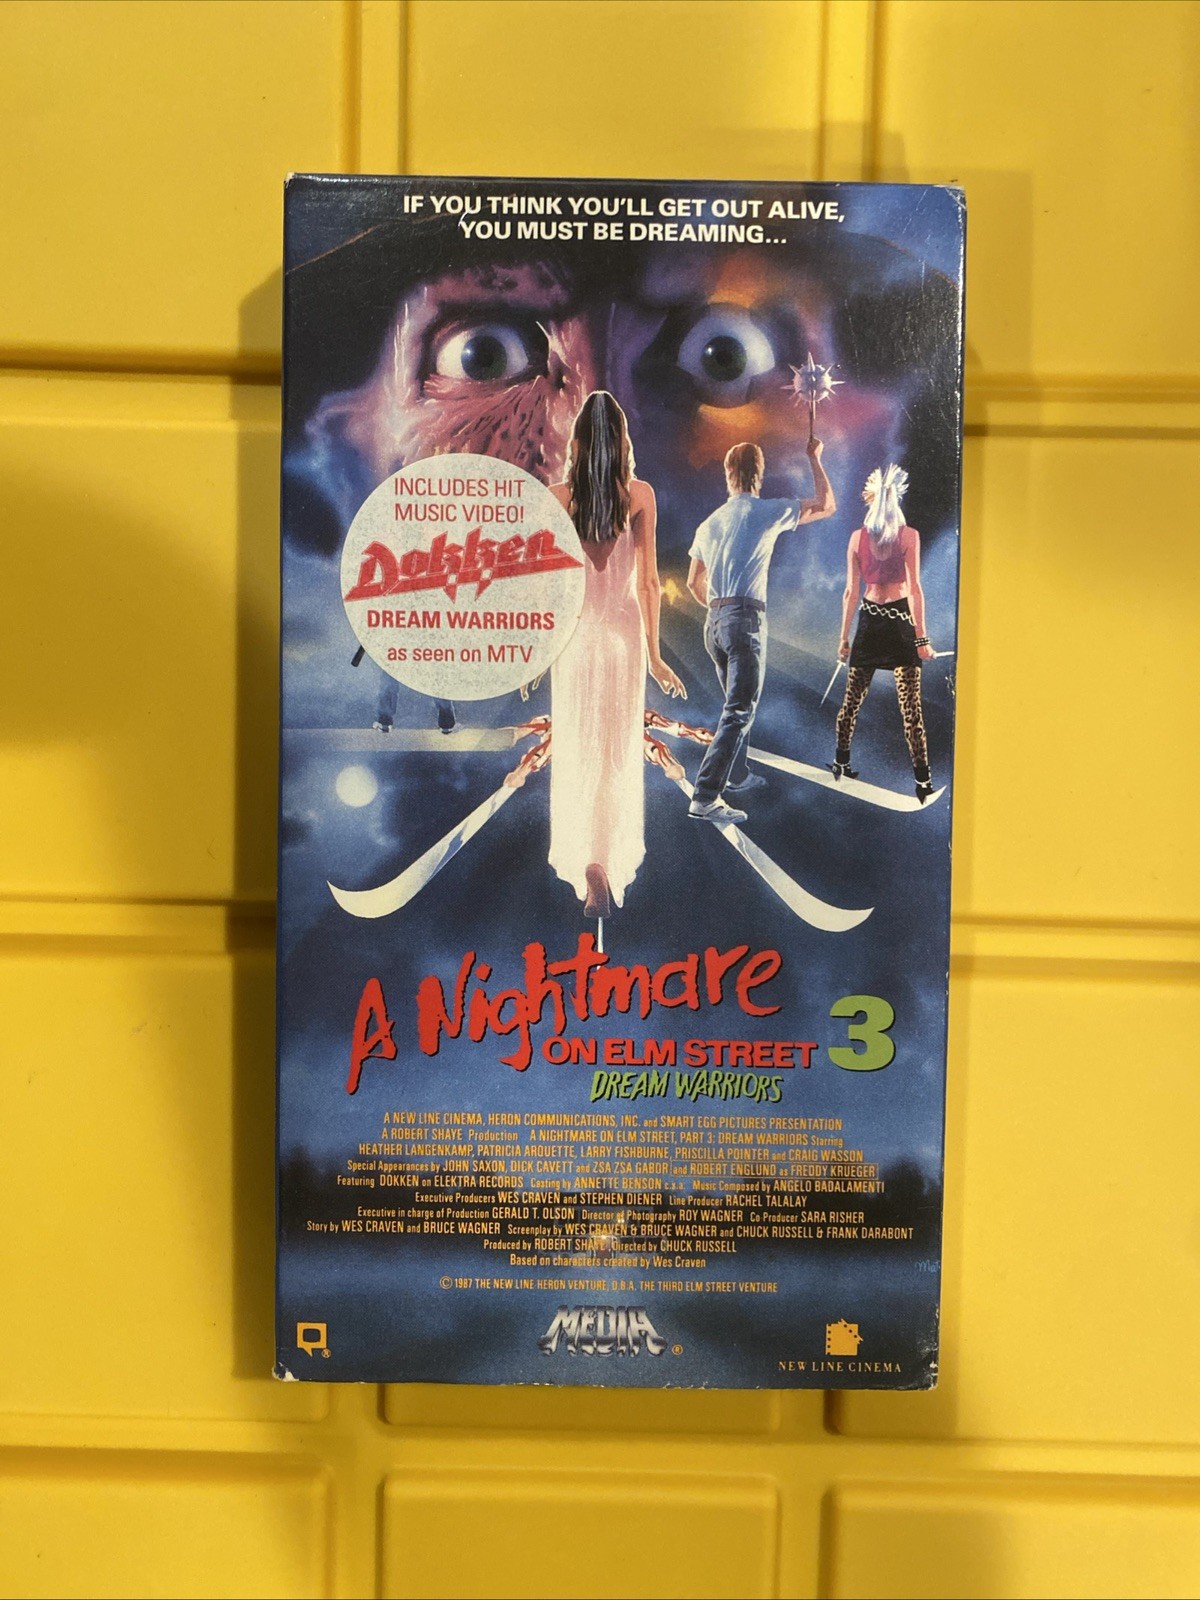 IF YOU THINK YOU'LL GET OUT ALIVE,
YOU MUST BE DREAMING...
INCLUDES HIT
MUSIC VIDEO!
Dokken
DREAM WARRIORS
as seen on MTV
A Nightmare
ON ELM STREET 3
DREAM WARRIORS
A NEW LINE CINEMA, HERON COMMUNICATIONS, INC. and SMART EGG PICTURES PRESENTATION
A ROBERT SHAYE Production A NIGHTMARE ON ELM STREET, PART 3: DREAM WARRIORS Starring
HEATHER LANGENKAMP, PATRICIA ARQUETTE, LARRY FISHBURNE, PRISCILLA POINTER and CRAIG WASSON
Special Appearances by JOHN SAXON, DICK CAVETT and ZSA ZSA GABOR and ROBERT ENGLUND as FREDDY KRUEGER
Featuring DOKKEN on ELEKTRA RECORDS Casting by ANNETTE BENSON c.s.a. Music Composed by ANGELO BADALAMENTI
Executive Producers WES CRAVEN and STEPHEN DIENER Line Producer RACHEL TALALAY
Executive in charge of Production GERALD T. OLSON Director of Photography ROY WAGNER Co Producer SARA RISHER
Story by WES CRAVEN and BRUCE WAGNER Screenplay by WES CRAVEN & BRUCE WAGNER and CHUCK RUSSELL & FRANK DARABONT
Produced by ROBERT SHAYE Directed by CHUCK RUSSELL
Based on characters created by Wes Craven
© 1987 THE NEW LINE-HERON VENTURE, D.B.A. THE THIRD ELM STREET VENTURE
MEDIA ®
®
NEW LINE CINEMA